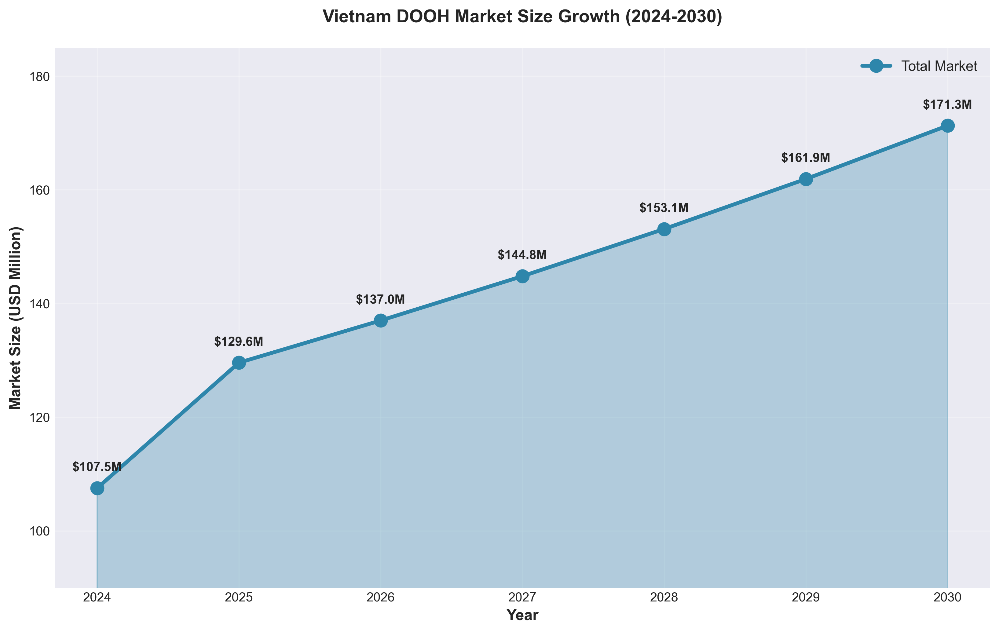 Vietnam DOOH Market Size Growth (2024-2030)
Total Market
180
160
140
120
100
Market Size (USD Million)
$107.5M
$129.6M
$137.0M
$144.8M
$153.1M
$161.9M
$171.3M
2024 2025 2026 2027 2028 2029 2030
Year